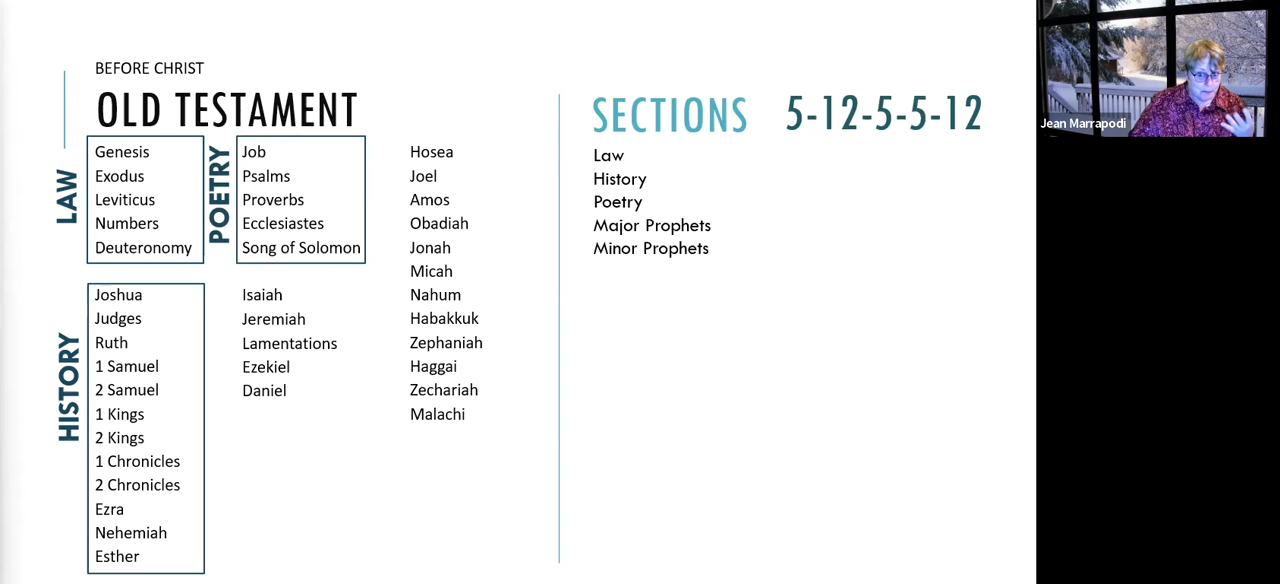 BEFORE CHRIST
OLD TESTAMENT
LAW
Genesis
Exodus
Leviticus
Numbers
Deuteronomy
HISTORY
Joshua
Judges
Ruth
1 Samuel
2 Samuel
1 Kings
2 Kings
1 Chronicles
2 Chronicles
Ezra
Nehemiah
Esther
POETRY
Job
Psalms
Proverbs
Ecclesiastes
Song of Solomon
Isaiah
Jeremiah
Lamentations
Ezekiel
Daniel
Hosea
Joel
Amos
Obadiah
Jonah
Micah
Nahum
Habakkuk
Zephaniah
Haggai
Zechariah
Malachi
SECTIONS 5-12-5-5-12
Law
History
Poetry
Major Prophets
Minor Prophets
Jean Marrapodi